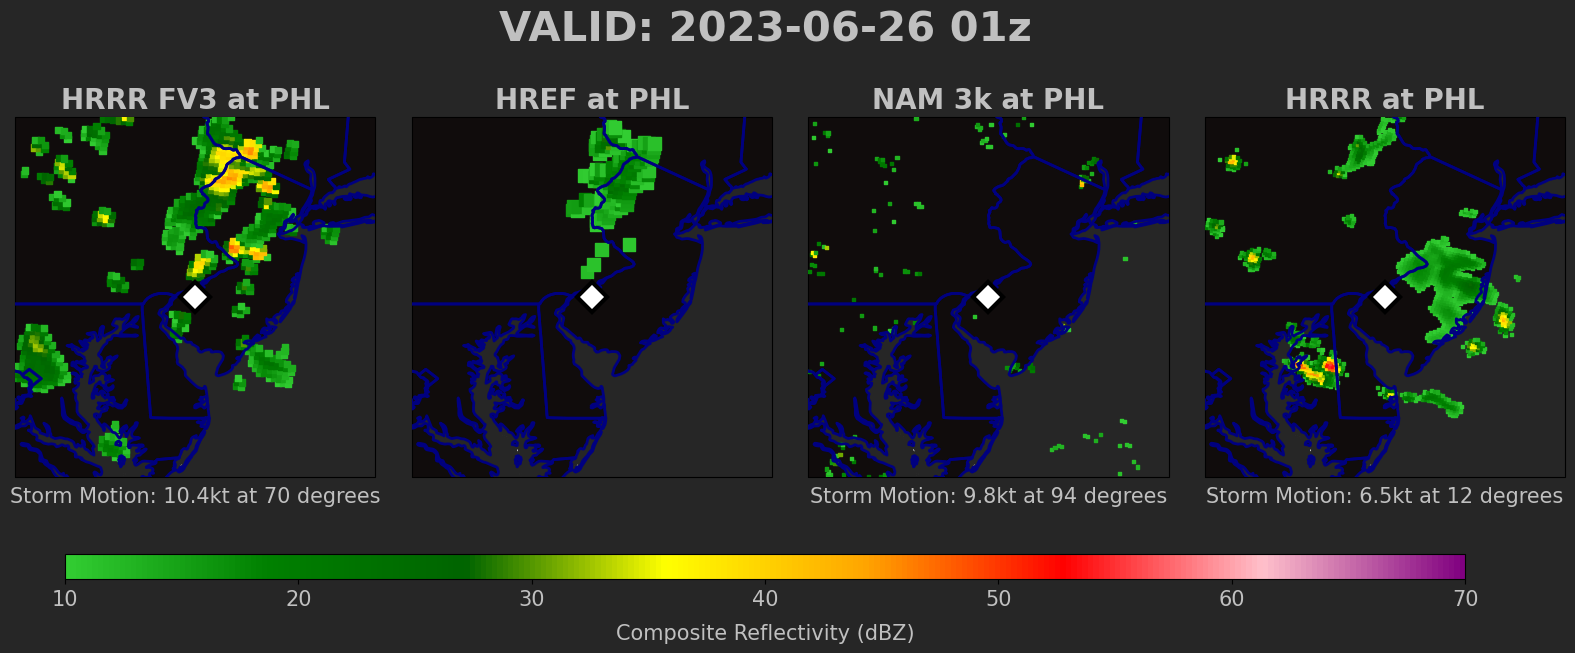 VALID: 2023-06-26 01z
HRRR FV3 at PHL
HREF at PHL
NAM 3k at PHL
HRRR at PHL
Storm Motion: 10.4kt at 70 degrees
Storm Motion: 9.8kt at 94 degrees
Storm Motion: 6.5kt at 12 degrees
10 20 30 40 50 60 70
Composite Reflectivity (dBZ)